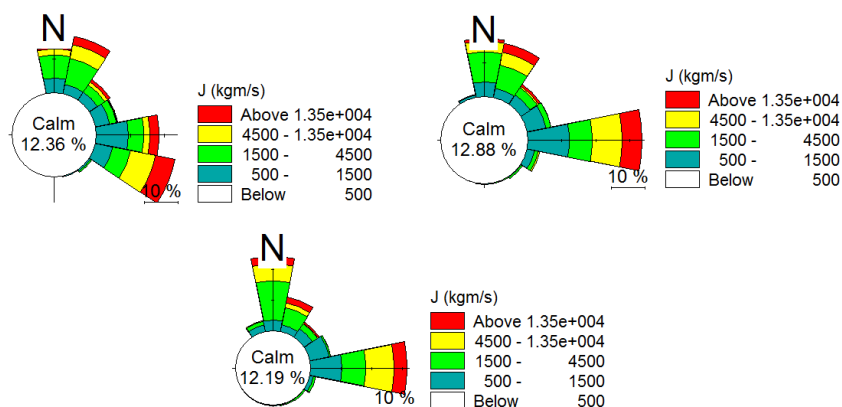 N
Calm
12.36 %
10 %
J (kgm/s)
Above 1.35e+004
4500 - 1.35e+004
1500 - 4500
500 - 1500
Below 500
N
Calm
12.88 %
10 %
J (kgm/s)
Above 1.35e+004
4500 - 1.35e+004
1500 - 4500
500 - 1500
Below 500
N
Calm
12.19 %
10 %
J (kgm/s)
Above 1.35e+004
4500 - 1.35e+004
1500 - 4500
500 - 1500
Below 500